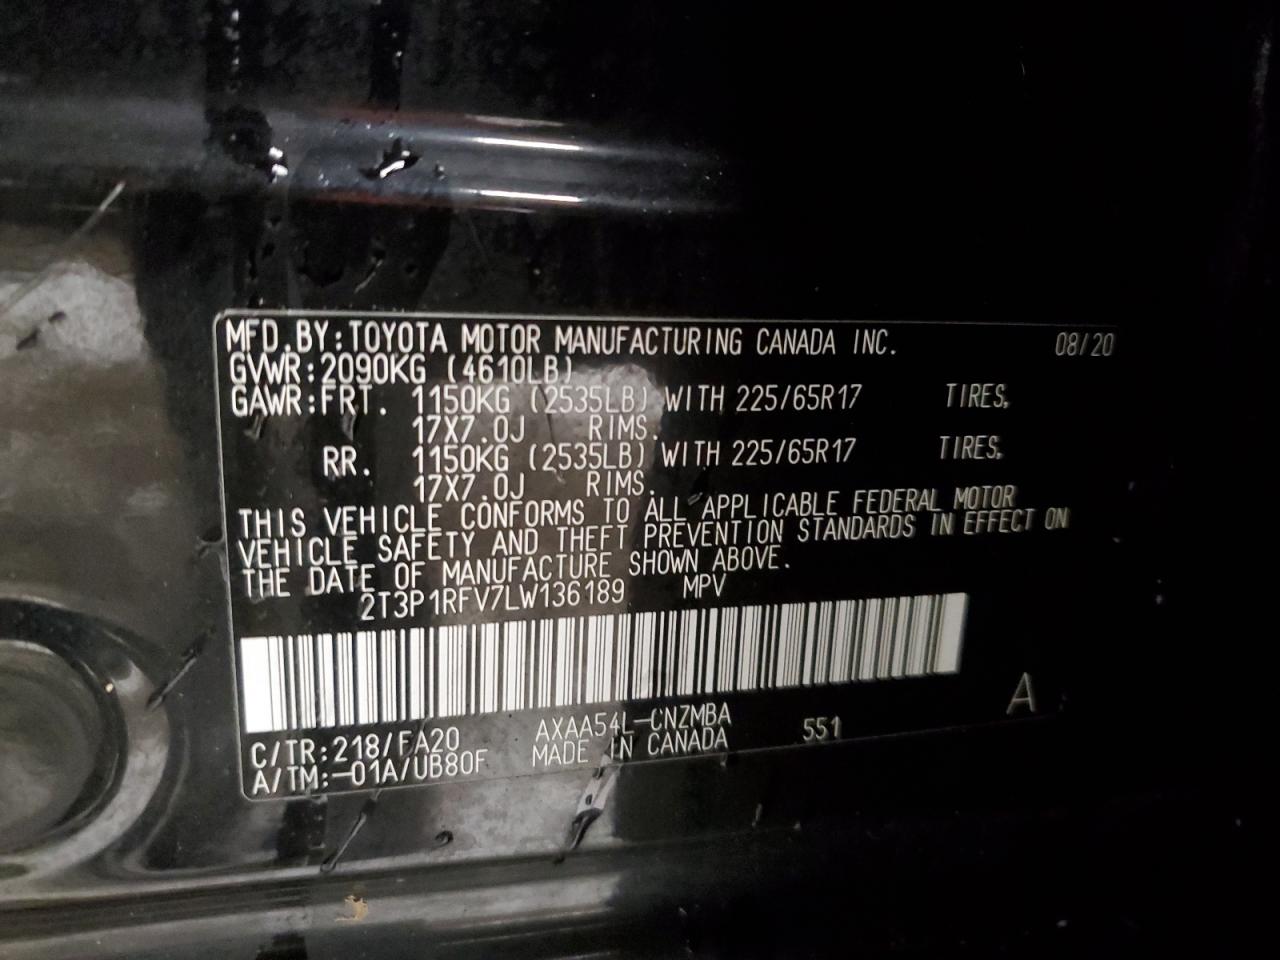 MFD.BY:TOYOTA MOTOR MANUFACTURING CANADA INC. 08/20
GVWR:2090KG (4610LB)
GAWR:FRT. 1150KG (2535LB) WITH 225/65R17 TIRES,
17X7.0J RIMS.
RR. 1150KG (2535LB) WITH 225/65R17 TIRES,
17X7.0J RIMS.
THIS VEHICLE CONFORMS TO ALL APPLICABLE FEDERAL MOTOR
VEHICLE SAFETY AND THEFT PREVENTION STANDARDS IN EFFECT ON
THE DATE OF MANUFACTURE SHOWN ABOVE.
2T3P1RFV7LW136189 MPV
A
C/TR:218/FA20 AXAA54L-CNZMBA 551
A/TM:-01A/UB80F MADE IN CANADA